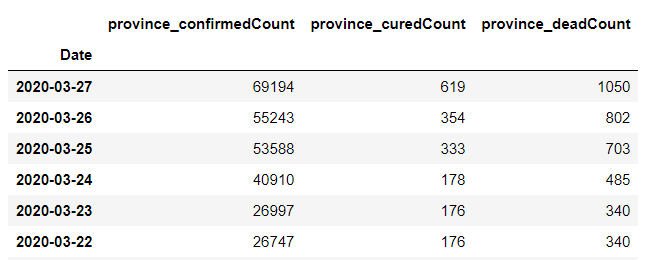 province_confirmedCount province_curedCount province_deadCount
Date
2020-03-27 69194 619 1050
2020-03-26 55243 354 802
2020-03-25 53588 333 703
2020-03-24 40910 178 485
2020-03-23 26997 176 340
2020-03-22 26747 176 340